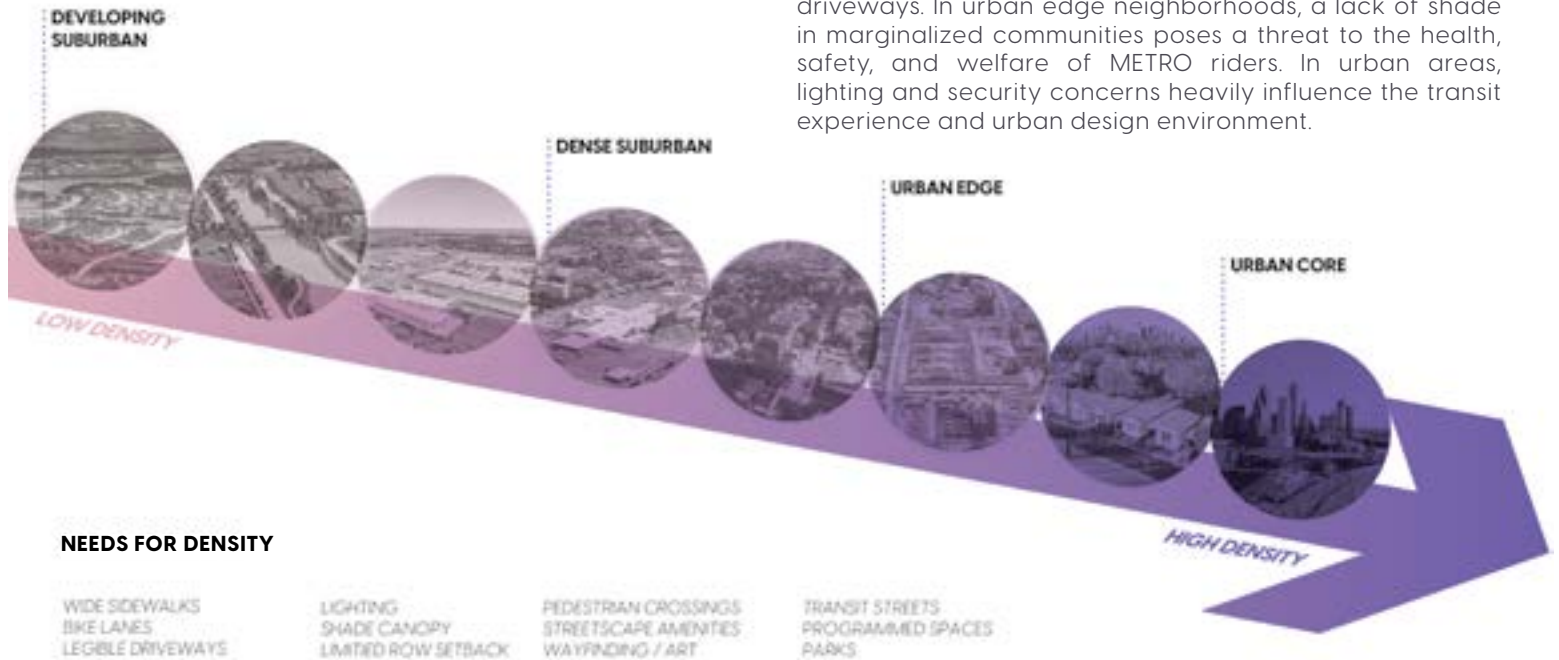 DEVELOPING
SUBURBAN
driveways. In urban edge neighborhoods, a lack of shade
in marginalized communities poses a threat to the health,
safety, and welfare of METRO riders. In urban areas,
lighting and security concerns heavily influence the transit
experience and urban design environment.
DENSE SUBURBAN
URBAN EDGE
URBAN CORE
LOW DENSITY
HIGH DENSITY
NEEDS FOR DENSITY
WIDE SIDEWALKS
BIKE LANES
LEGIBLE DRIVEWAYS
LIGHTING
SHADE CANOPY
LIMITIED ROW SETBACK
PEDESTRIAN CROSSINGS
STREETSCAPE AMENITIES
WAYFINDING / ART
TRANSIT STREETS
PROGRAMMED SPACES
PARKS